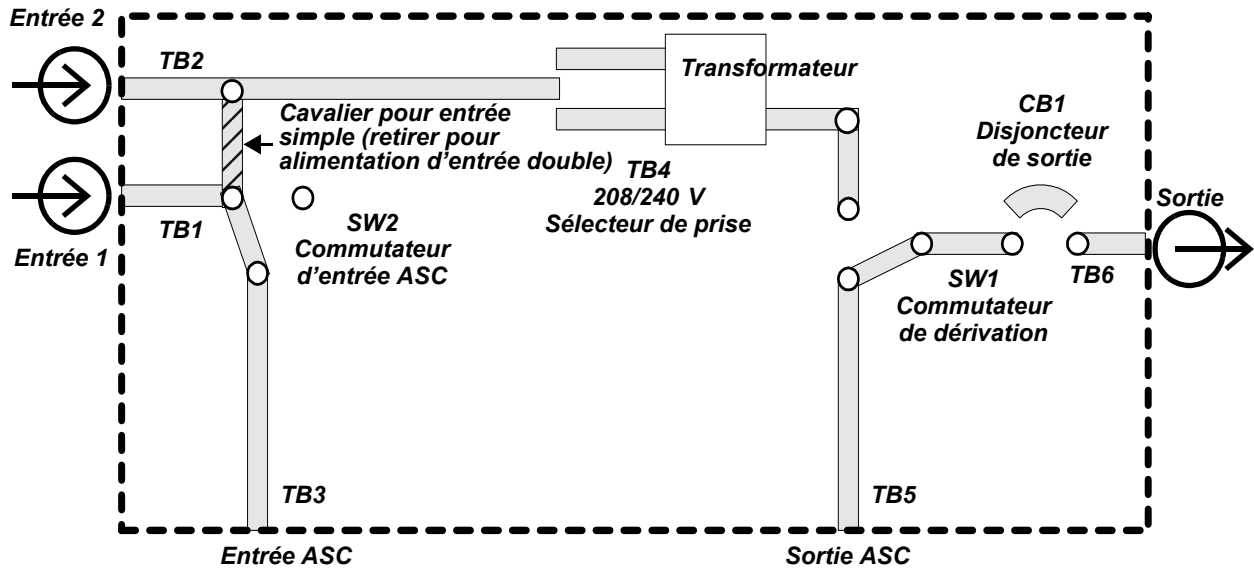 Entrée 2
TB2
Transformateur
Cavalier pour entrée
simple (retirer pour
alimentation d’entrée double)
CB1
Disjoncteur
de sortie
TB4
208/240 V
Sélecteur de prise
Sortie
TB1
Entrée 1
SW2
Commutateur
d’entrée ASC
SW1
Commutateur
de dérivation
TB6
TB3
TB5
Entrée ASC
Sortie ASC